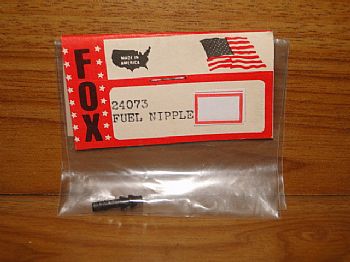 FOX
MADE IN
AMERICA
24073
FUEL NIPPLE